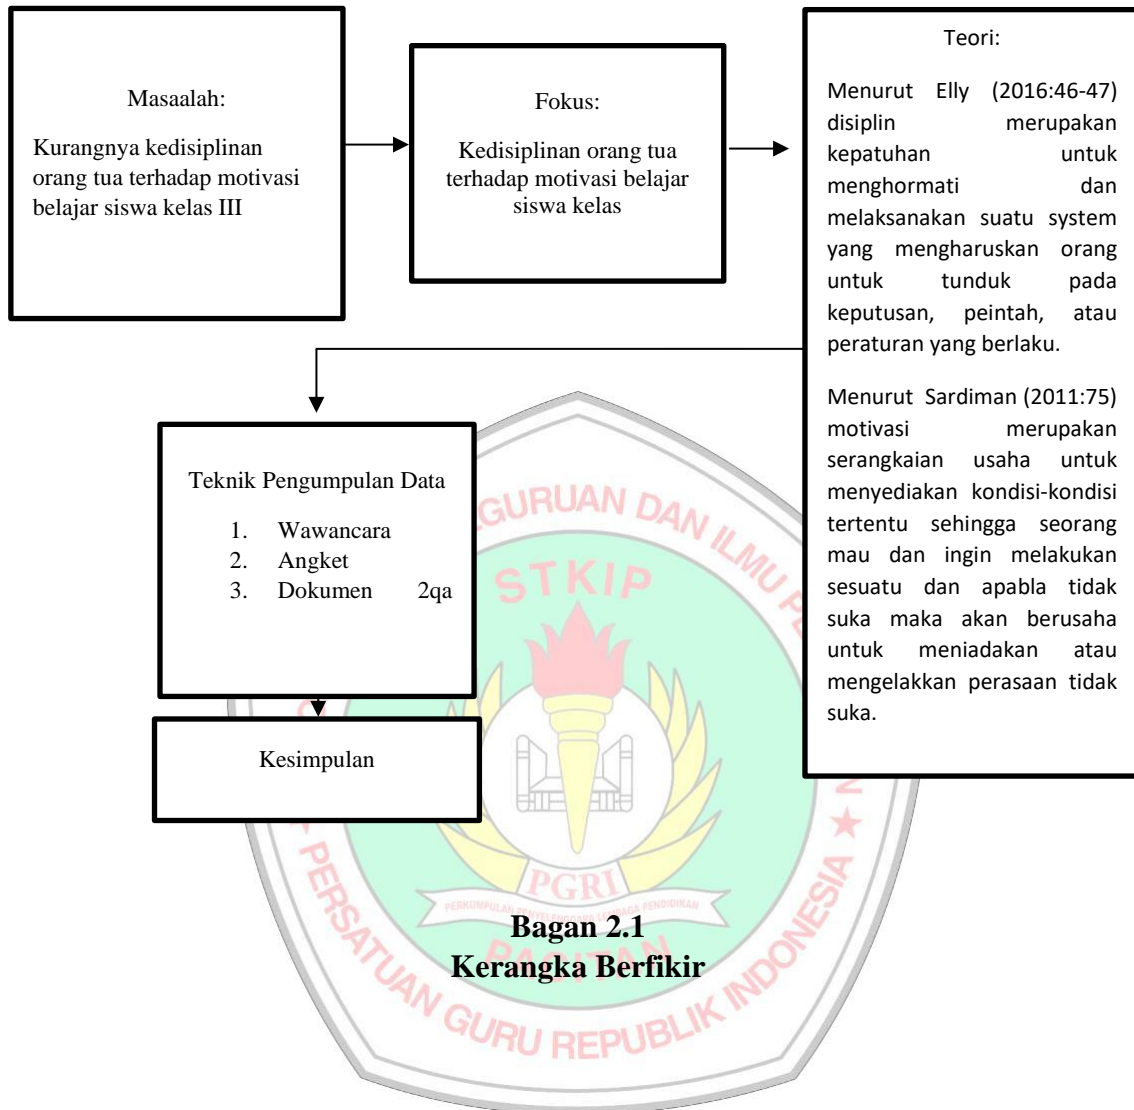 Masaalah:
Kurangnya kedisiplinan
orang tua terhadap motivasi
belajar siswa kelas III
Fokus:
Kedisiplinan orang tua
terhadap motivasi belajar
siswa kelas
Teori:
Menurut Elly (2016:46-47)
disiplin merupakan
kepatuhan untuk
menghormati dan
melaksanakan suatu system
yang mengharuskan orang
untuk tunduk pada
keputusan, peintah, atau
peraturan yang berlaku.
Menurut Sardiman (2011:75)
motivasi merupakan
serangkaian usaha untuk
menyediakan kondisi-kondisi
tertentu sehingga seorang
mau dan ingin melakukan
sesuatu dan apabla tidak
suka maka akan berusaha
untuk meniadakan atau
mengelakkan perasaan tidak
suka.
Teknik Pengumpulan Data
1. Wawancara
2. Angket
3. Dokumen 2qa
Kesimpulan
GURUAN DAN ILMU
STKIP
PGRI
PERKUMPULAN PENYELENGGARA LEMBAGA PENDIDIKAN
PACITAN
PERSATUAN GURU REPUBLIK INDONESIA
Bagan 2.1
Kerangka Berfikir